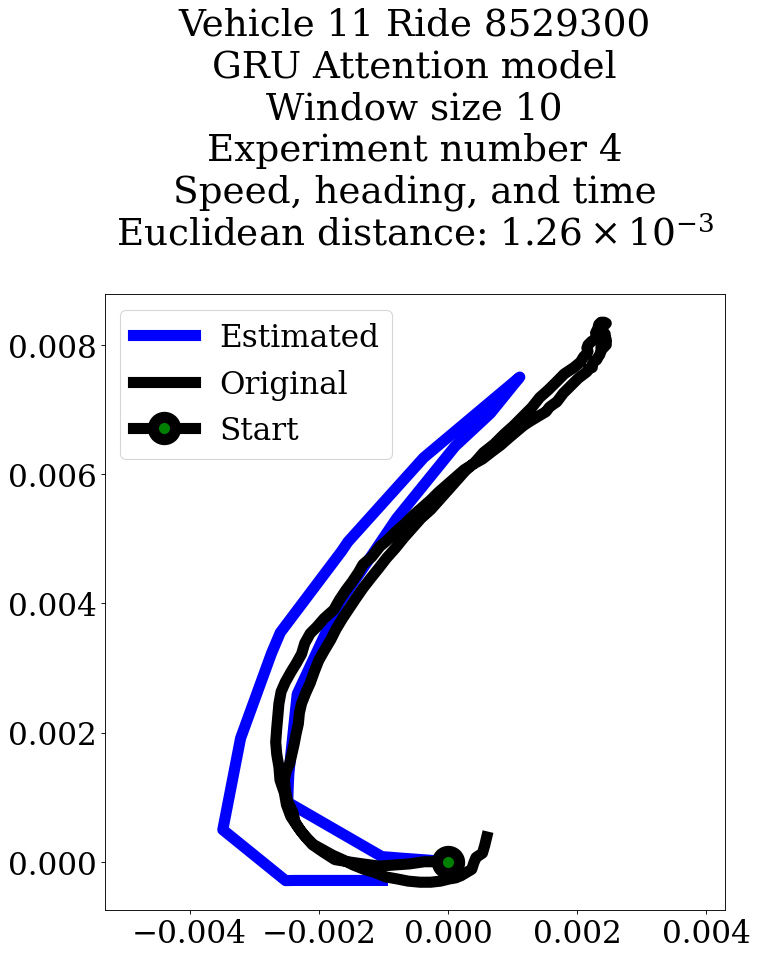 Vehicle 11 Ride 8529300
GRU Attention model
Window size 10
Experiment number 4
Speed, heading, and time
Euclidean distance: 1.26 × 10⁻³
Estimated
Original
Start
0.008
0.006
0.004
0.002
0.000
−0.004 −0.002 0.000 0.002 0.004